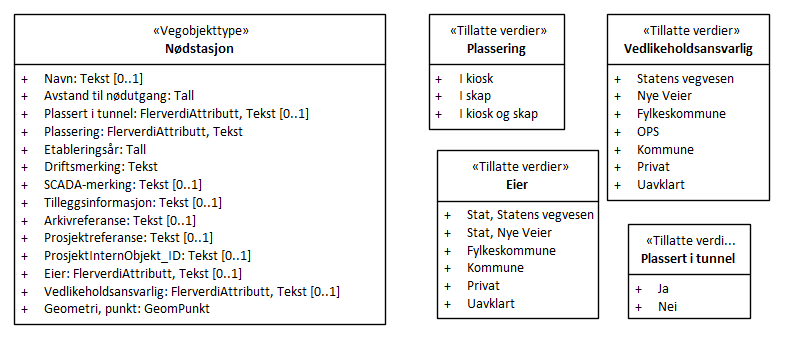 «Vegobjekttype»
Nødstasjon
+ Navn: Tekst [0..1]
+ Avstand til nødutgang: Tall
+ Plassert i tunnel: FlerverdiAttributt, Tekst [0..1]
+ Plassering: FlerverdiAttributt, Tekst
+ Etableringsår: Tall
+ Driftsmerking: Tekst
+ SCADA-merking: Tekst [0..1]
+ Tilleggsinformasjon: Tekst [0..1]
+ Arkivreferanse: Tekst [0..1]
+ Prosjektreferanse: Tekst [0..1]
+ ProsjektInternObjekt_ID: Tekst [0..1]
+ Eier: FlerverdiAttributt, Tekst [0..1]
+ Vedlikeholdsansvarlig: FlerverdiAttributt, Tekst [0..1]
+ Geometri, punkt: GeomPunkt
«Tillatte verdier»
Plassering
+ I kiosk
+ I skap
+ I kiosk og skap
«Tillatte verdier»
Vedlikeholdsansvarlig
+ Statens vegvesen
+ Nye Veier
+ Fylkeskommune
+ OPS
+ Kommune
+ Privat
+ Uavklart
«Tillatte verdier»
Eier
+ Stat, Statens vegvesen
+ Stat, Nye Veier
+ Fylkeskommune
+ Kommune
+ Privat
+ Uavklart
«Tillatte verdi...
Plassert i tunnel
+ Ja
+ Nei